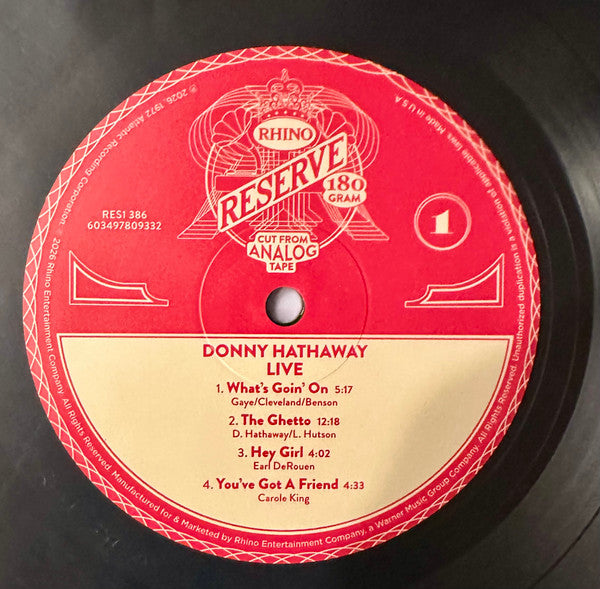 RHINO
RESERVE
180
GRAM
CUT FROM
ANALOG
TAPE
RES1 386
603497809332
1
DONNY HATHAWAY
LIVE
1. What's Goin' On 5:17
Gaye/Cleveland/Benson
2. The Ghetto 12:18
D. Hathaway/L. Hutson
3. Hey Girl 4:02
Earl DeRouen
4. You've Got A Friend 4:33
Carole King
℗ 2026, 1972 Atlantic Recording Corporation. © 2026 Rhino Entertainment Company. All Rights Reserved. Manufactured for & Marketed by Rhino Entertainment Company, a Warner Music Group Company. All Rights Reserved. Unauthorized duplication is a violation of applicable laws. Made in U.S.A.